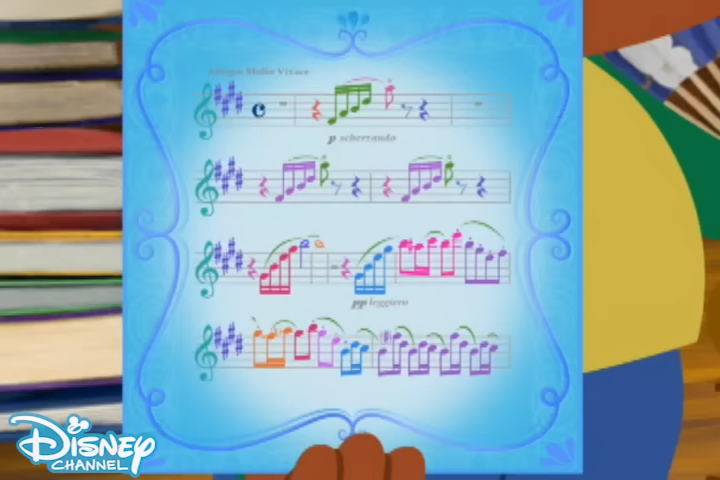 Allegro Molto Vivace
p scherzando
pp leggiero
Disney
CHANNEL